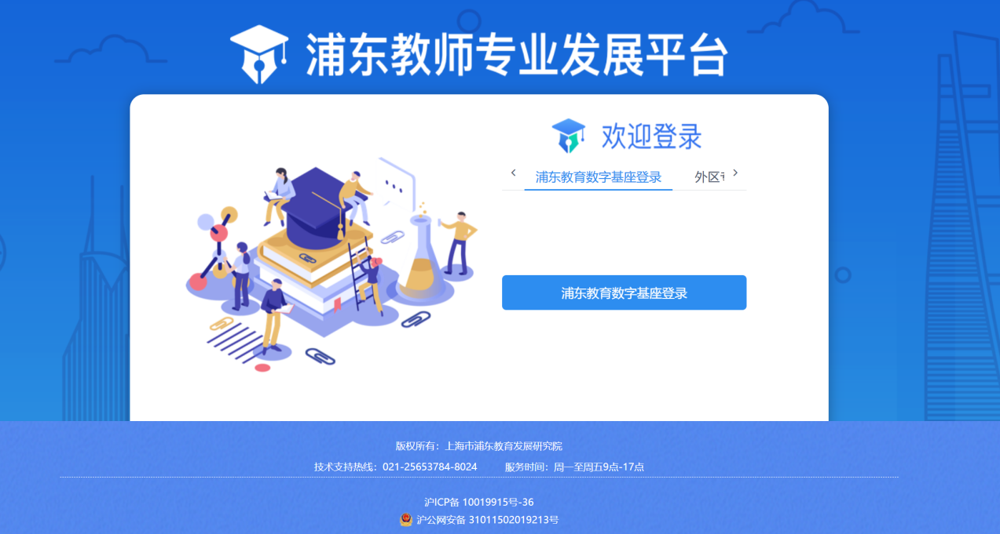 浦东教师专业发展平台
欢迎登录
浦东教育数字基座登录
外区
浦东教育数字基座登录
版权所有：上海市浦东教育发展研究院
技术支持热线：021-25653784-8024 服务时间：周一至周五9点-17点
沪ICP备 10019915号-36
沪公网安备 31011502019213号